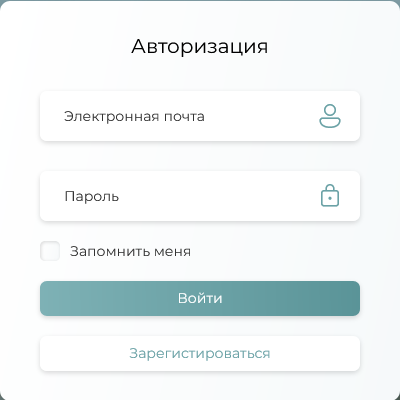 Авторизация
Электронная почта
Пароль
Запомнить меня
Войти
Зарегистироваться